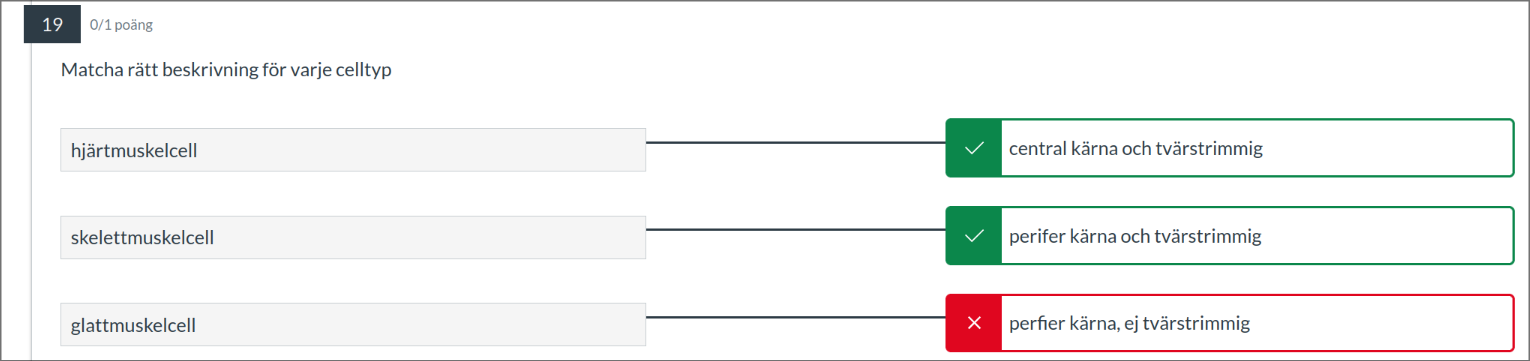 19 0/1 poäng
Matcha rätt beskrivning för varje celltyp
hjärtmuskelcell central kärna och tvärstrimmig
skelettmuskelcell perifer kärna och tvärstrimmig
glattmuskelcell perfier kärna, ej tvärstrimmig